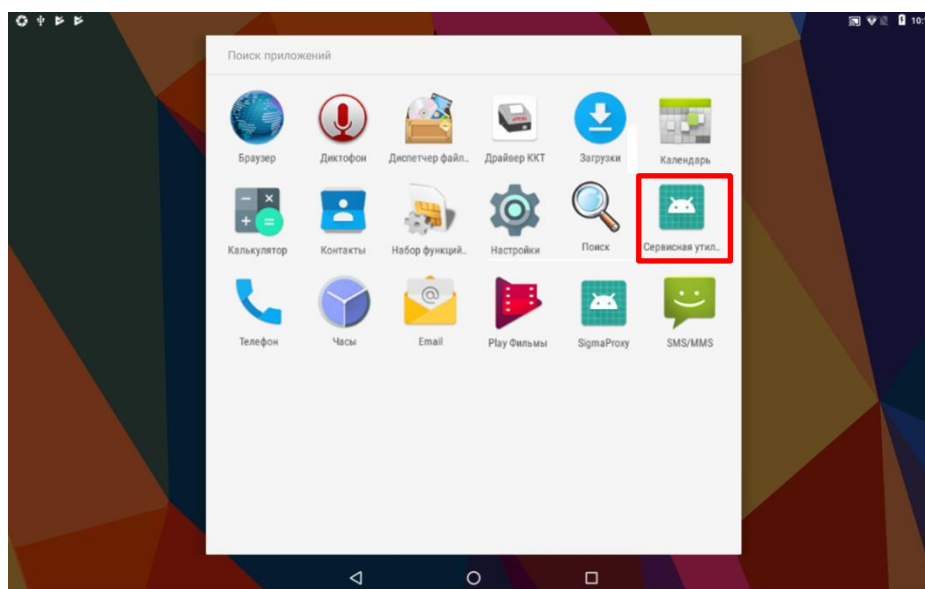 10:
Поиск приложений
Браузер
Диктофон
Диспетчер файл..
Драйвер ККТ
Загрузки
Календарь
Калькулятор
Контакты
Набор функций..
Настройки
Поиск
Сервисная утил..
Телефон
Часы
Email
Play Фильмы
SigmaProxy
SMS/MMS